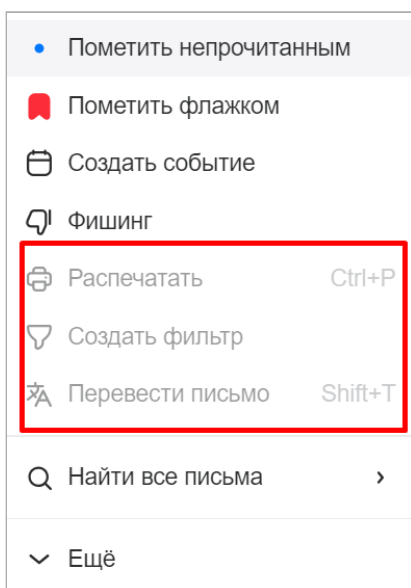 Пометить непрочитанным
Пометить флажком
Создать событие
Фишинг
Распечатать Ctrl+P
Создать фильтр
Перевести письмо Shift+T
Найти все письма
Ещё